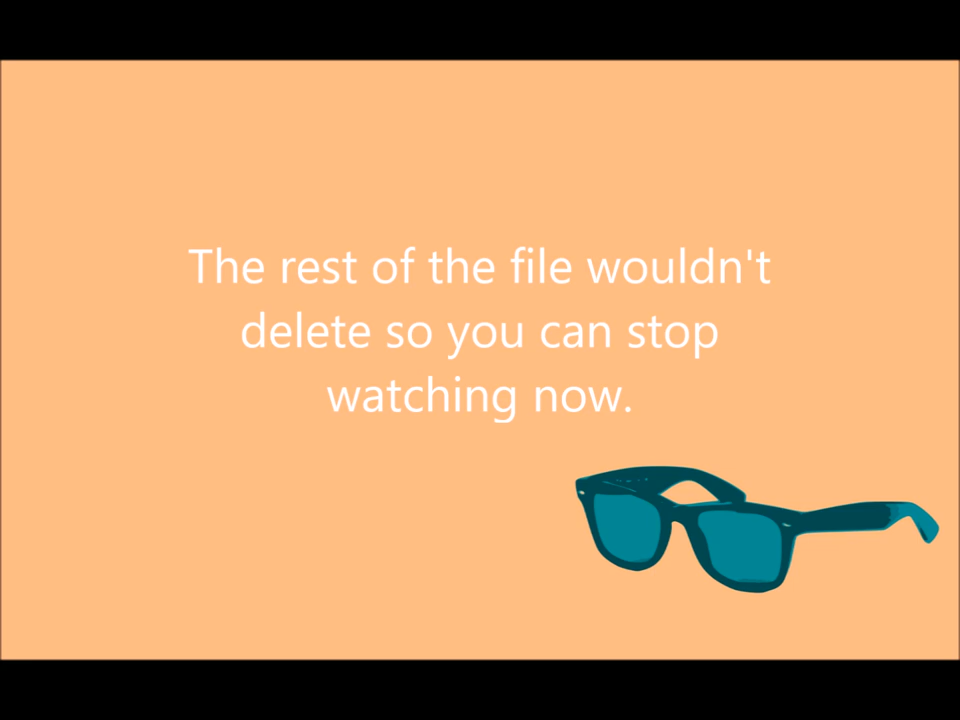 The rest of the file wouldn't
delete so you can stop
watching now.